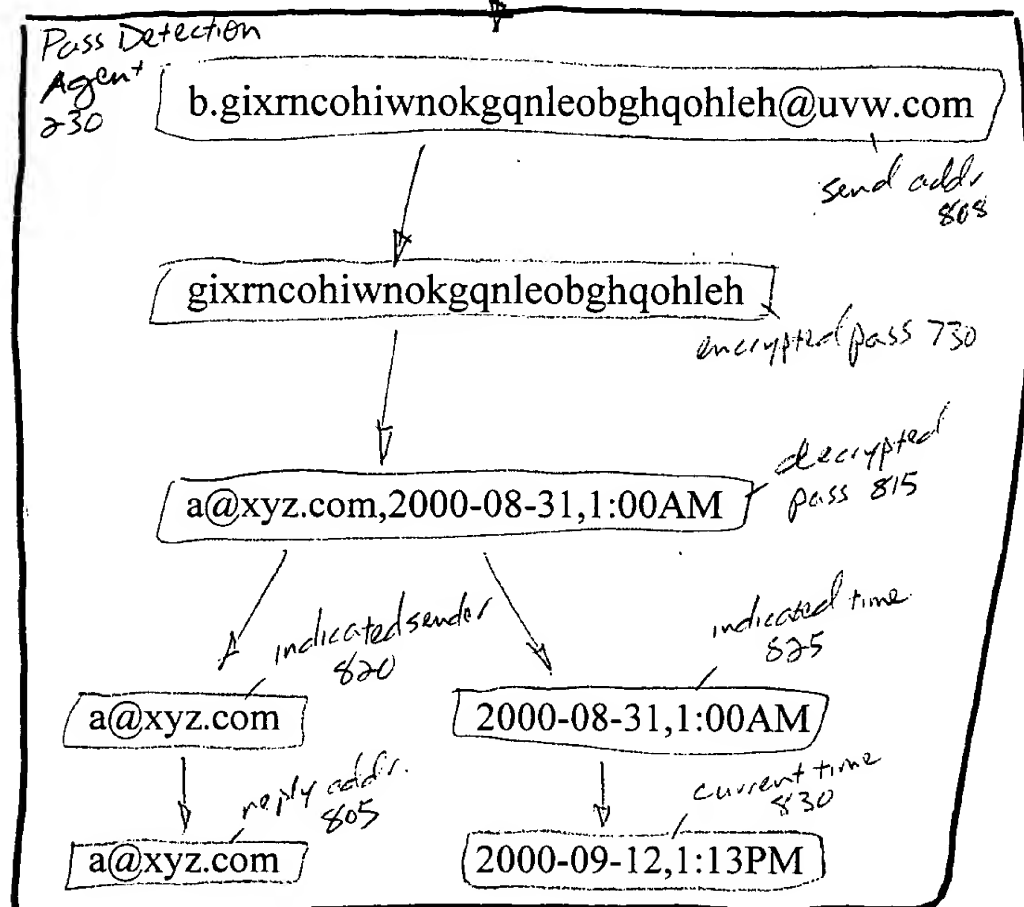 Pass Detection
Agent
230
b.gixrncohiwnokgqnleobghqohleh@uvw.com
send addr
808
gixrncohiwnokgqnleobghqohleh
encrypted pass 730
a@xyz.com,2000-08-31,1:00AM
decrypted
pass 815
indicated sender
820
indicated time
825
a@xyz.com
2000-08-31,1:00AM
reply addr.
805
current time
830
a@xyz.com
2000-09-12,1:13PM